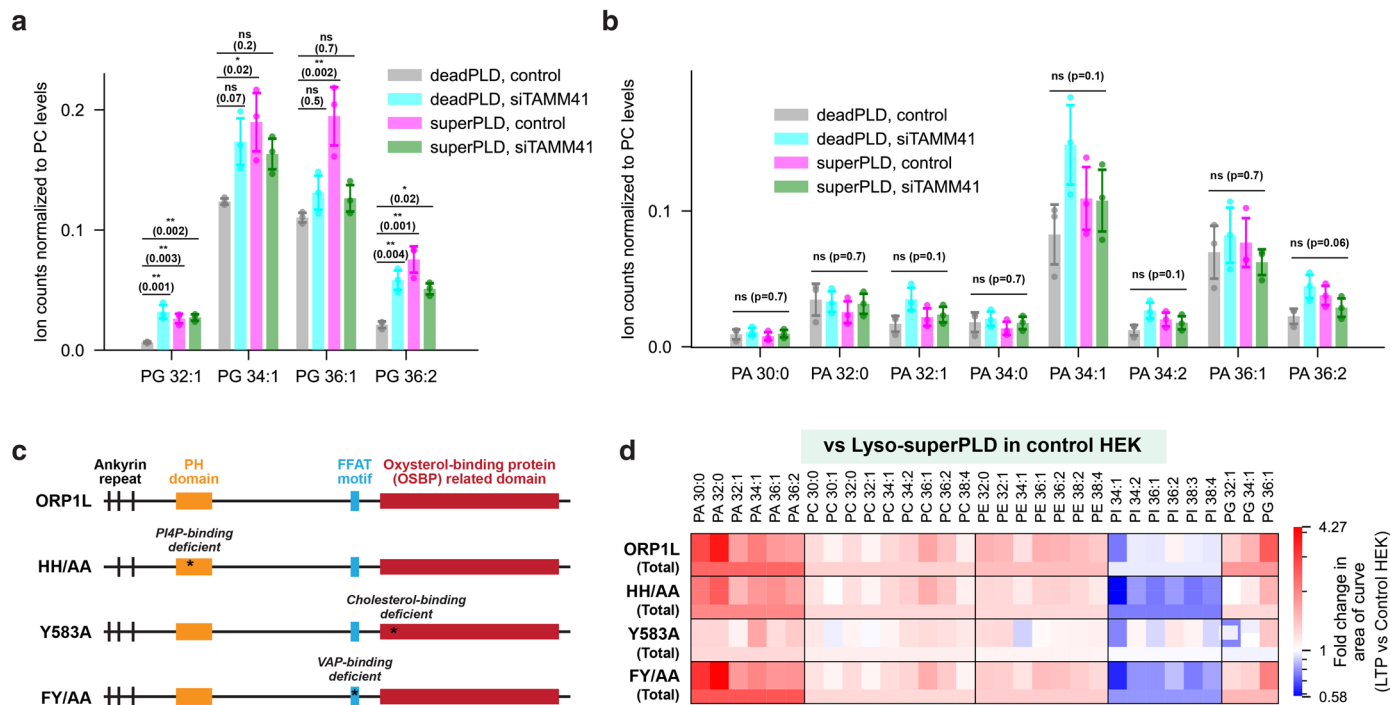 a
Ion counts normalized to PC levels
0.2
0.1
0.0
ns
(0.2)
*
(0.02)
ns
(0.07)
ns
(0.7)
**
(0.002)
ns
(0.5)
**
(0.002)
**
(0.003)
**
(0.001)
*
(0.02)
**
(0.001)
**
(0.004)
deadPLD, control
deadPLD, siTAMM41
superPLD, control
superPLD, siTAMM41
PG 32:1 PG 34:1 PG 36:1 PG 36:2
b
Ion counts normalized to PC levels
0.1
0.0
deadPLD, control
deadPLD, siTAMM41
superPLD, control
superPLD, siTAMM41
ns (p=0.7)
ns (p=0.7)
ns (p=0.1)
ns (p=0.7)
ns (p=0.1)
ns (p=0.1)
ns (p=0.7)
ns (p=0.06)
PA 30:0 PA 32:0 PA 32:1 PA 34:0 PA 34:1 PA 34:2 PA 36:1 PA 36:2
c
Ankyrin
repeat
PH
domain
FFAT
motif
Oxysterol-binding protein
(OSBP) related domain
ORP1L
PI4P-binding
deficient
HH/AA
*
Cholesterol-binding
deficient
Y583A
*
VAP-binding
deficient
FY/AA
*
d
vs Lyso-superPLD in control HEK
PA 30:0
PA 32:0
PA 32:1
PA 34:1
PA 36:1
PA 36:2
PC 30:0
PC 30:1
PC 32:0
PC 32:1
PC 34:1
PC 34:2
PC 36:1
PC 36:2
PC 38:4
PE 32:0
PE 32:1
PE 34:1
PE 36:1
PE 36:2
PE 38:2
PE 38:4
PI 34:1
PI 34:2
PI 36:1
PI 36:2
PI 38:3
PI 38:4
PG 32:1
PG 34:1
PG 36:1
ORP1L
(Total)
HH/AA
(Total)
Y583A
(Total)
FY/AA
(Total)
4.27
1
0.58
Fold change in
area of curve
(LTP vs Control HEK)